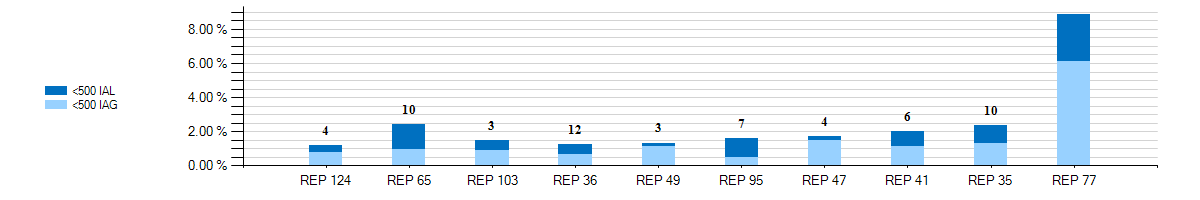 8.00 %
6.00 %
4.00 %
2.00 %
0.00 %
<500 IAL
<500 IAG
4 10 3 12 3 7 4 6 10
REP 124 REP 65 REP 103 REP 36 REP 49 REP 95 REP 47 REP 41 REP 35 REP 77